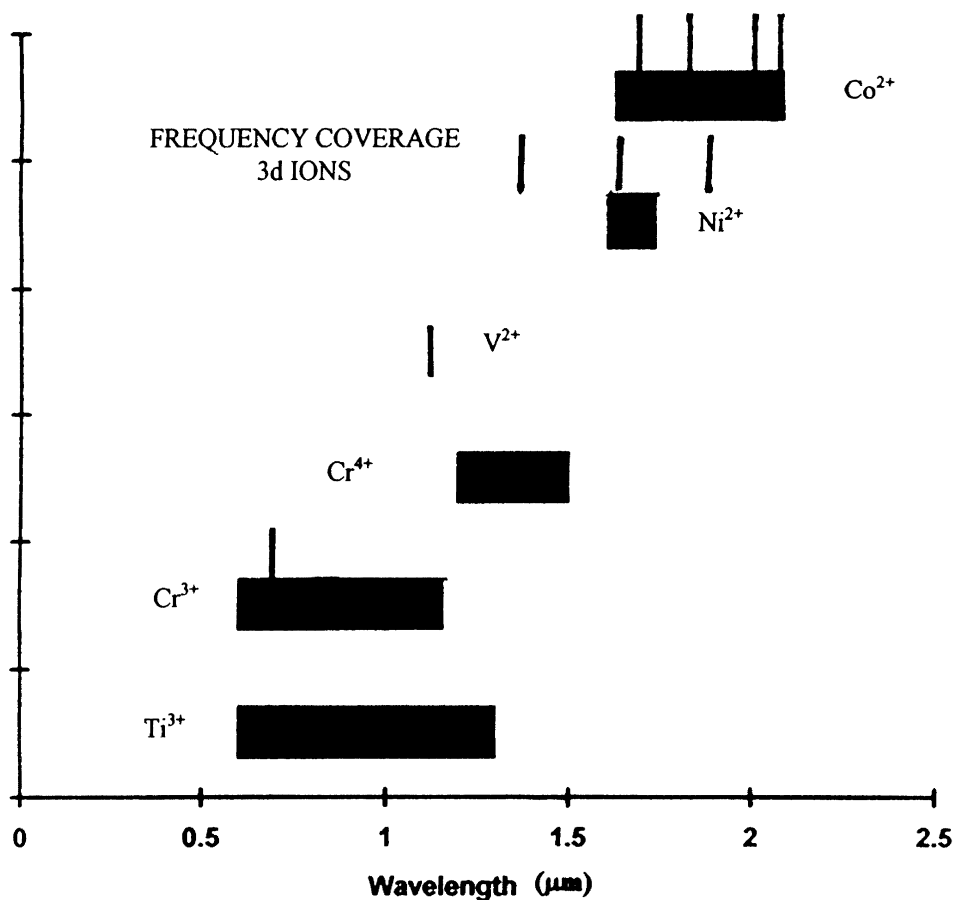 Co²⁺
FREQUENCY COVERAGE
3d IONS
Ni²⁺
V²⁺
Cr⁴⁺
Cr³⁺
Ti³⁺
0 0.5 1 1.5 2 2.5
Wavelength (μm)